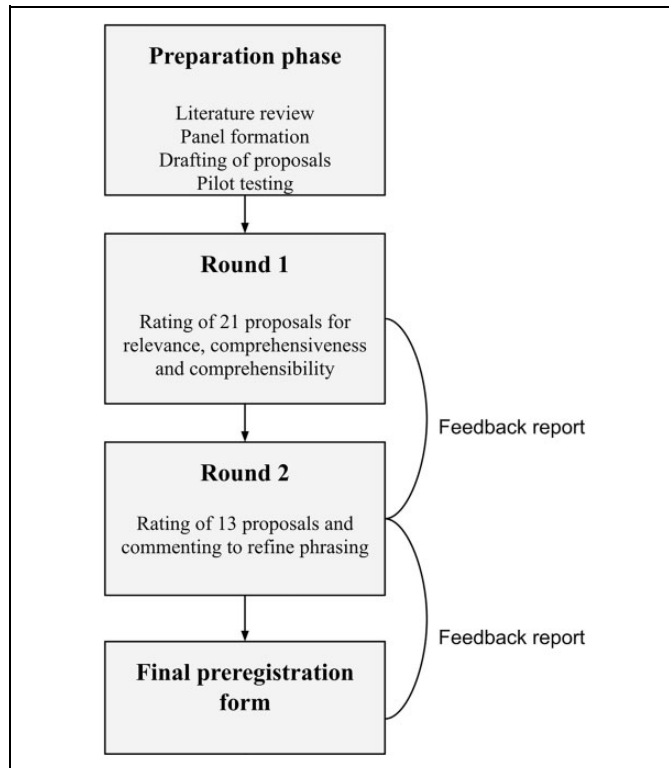 Preparation phase
Literature review
Panel formation
Drafting of proposals
Pilot testing
Round 1
Rating of 21 proposals for
relevance, comprehensiveness
and comprehensibility
Feedback report
Round 2
Rating of 13 proposals and
commenting to refine phrasing
Feedback report
Final preregistration
form